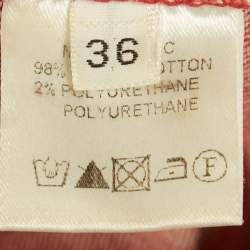 36
98% COTTON
2% POLYURETHANE
POLYURETHANE
F